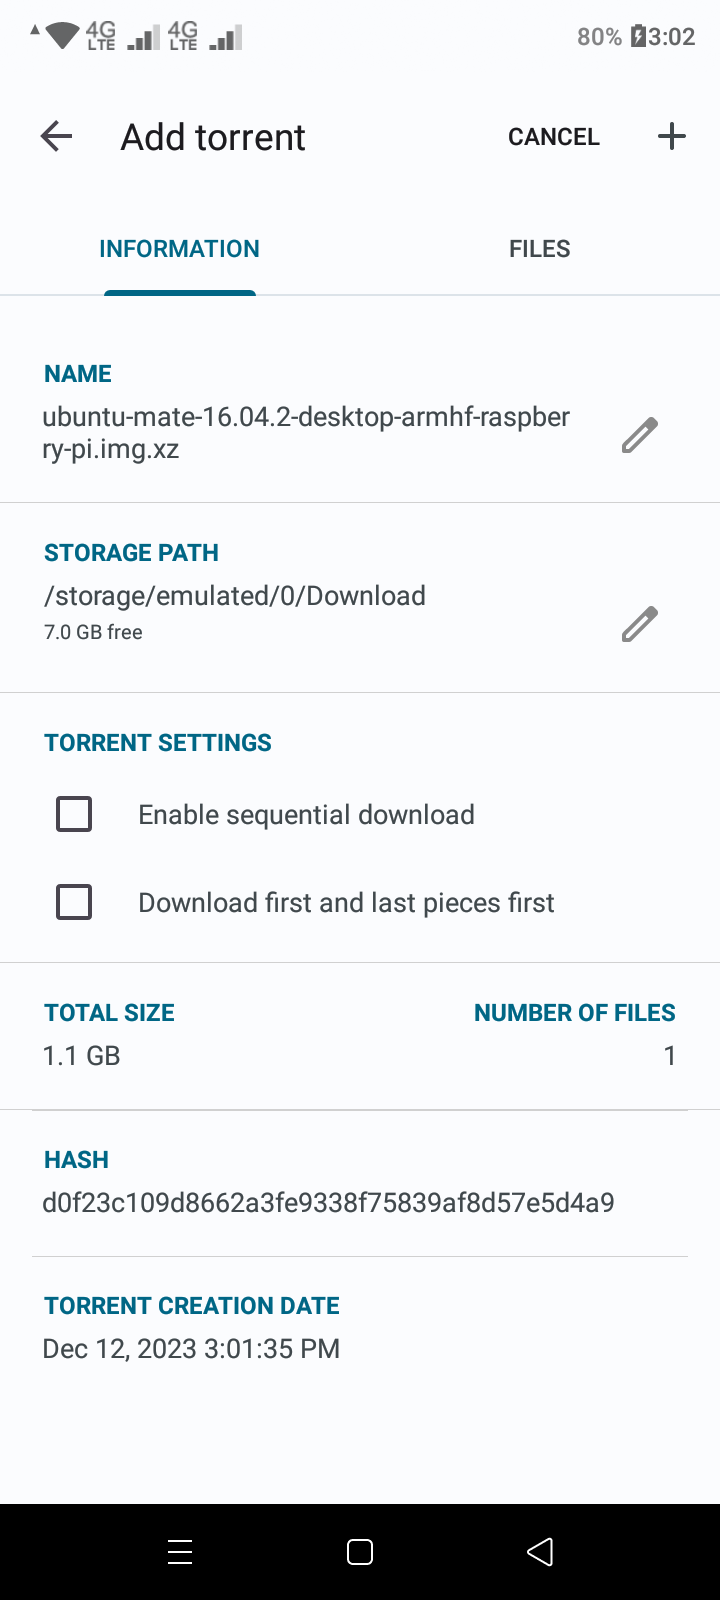 4G LTE 4G LTE 80% 3:02
Add torrent CANCEL
INFORMATION FILES
NAME
ubuntu-mate-16.04.2-desktop-armhf-raspber
ry-pi.img.xz
STORAGE PATH
/storage/emulated/0/Download
7.0 GB free
TORRENT SETTINGS
Enable sequential download
Download first and last pieces first
TOTAL SIZE NUMBER OF FILES
1.1 GB 1
HASH
d0f23c109d8662a3fe9338f75839af8d57e5d4a9
TORRENT CREATION DATE
Dec 12, 2023 3:01:35 PM